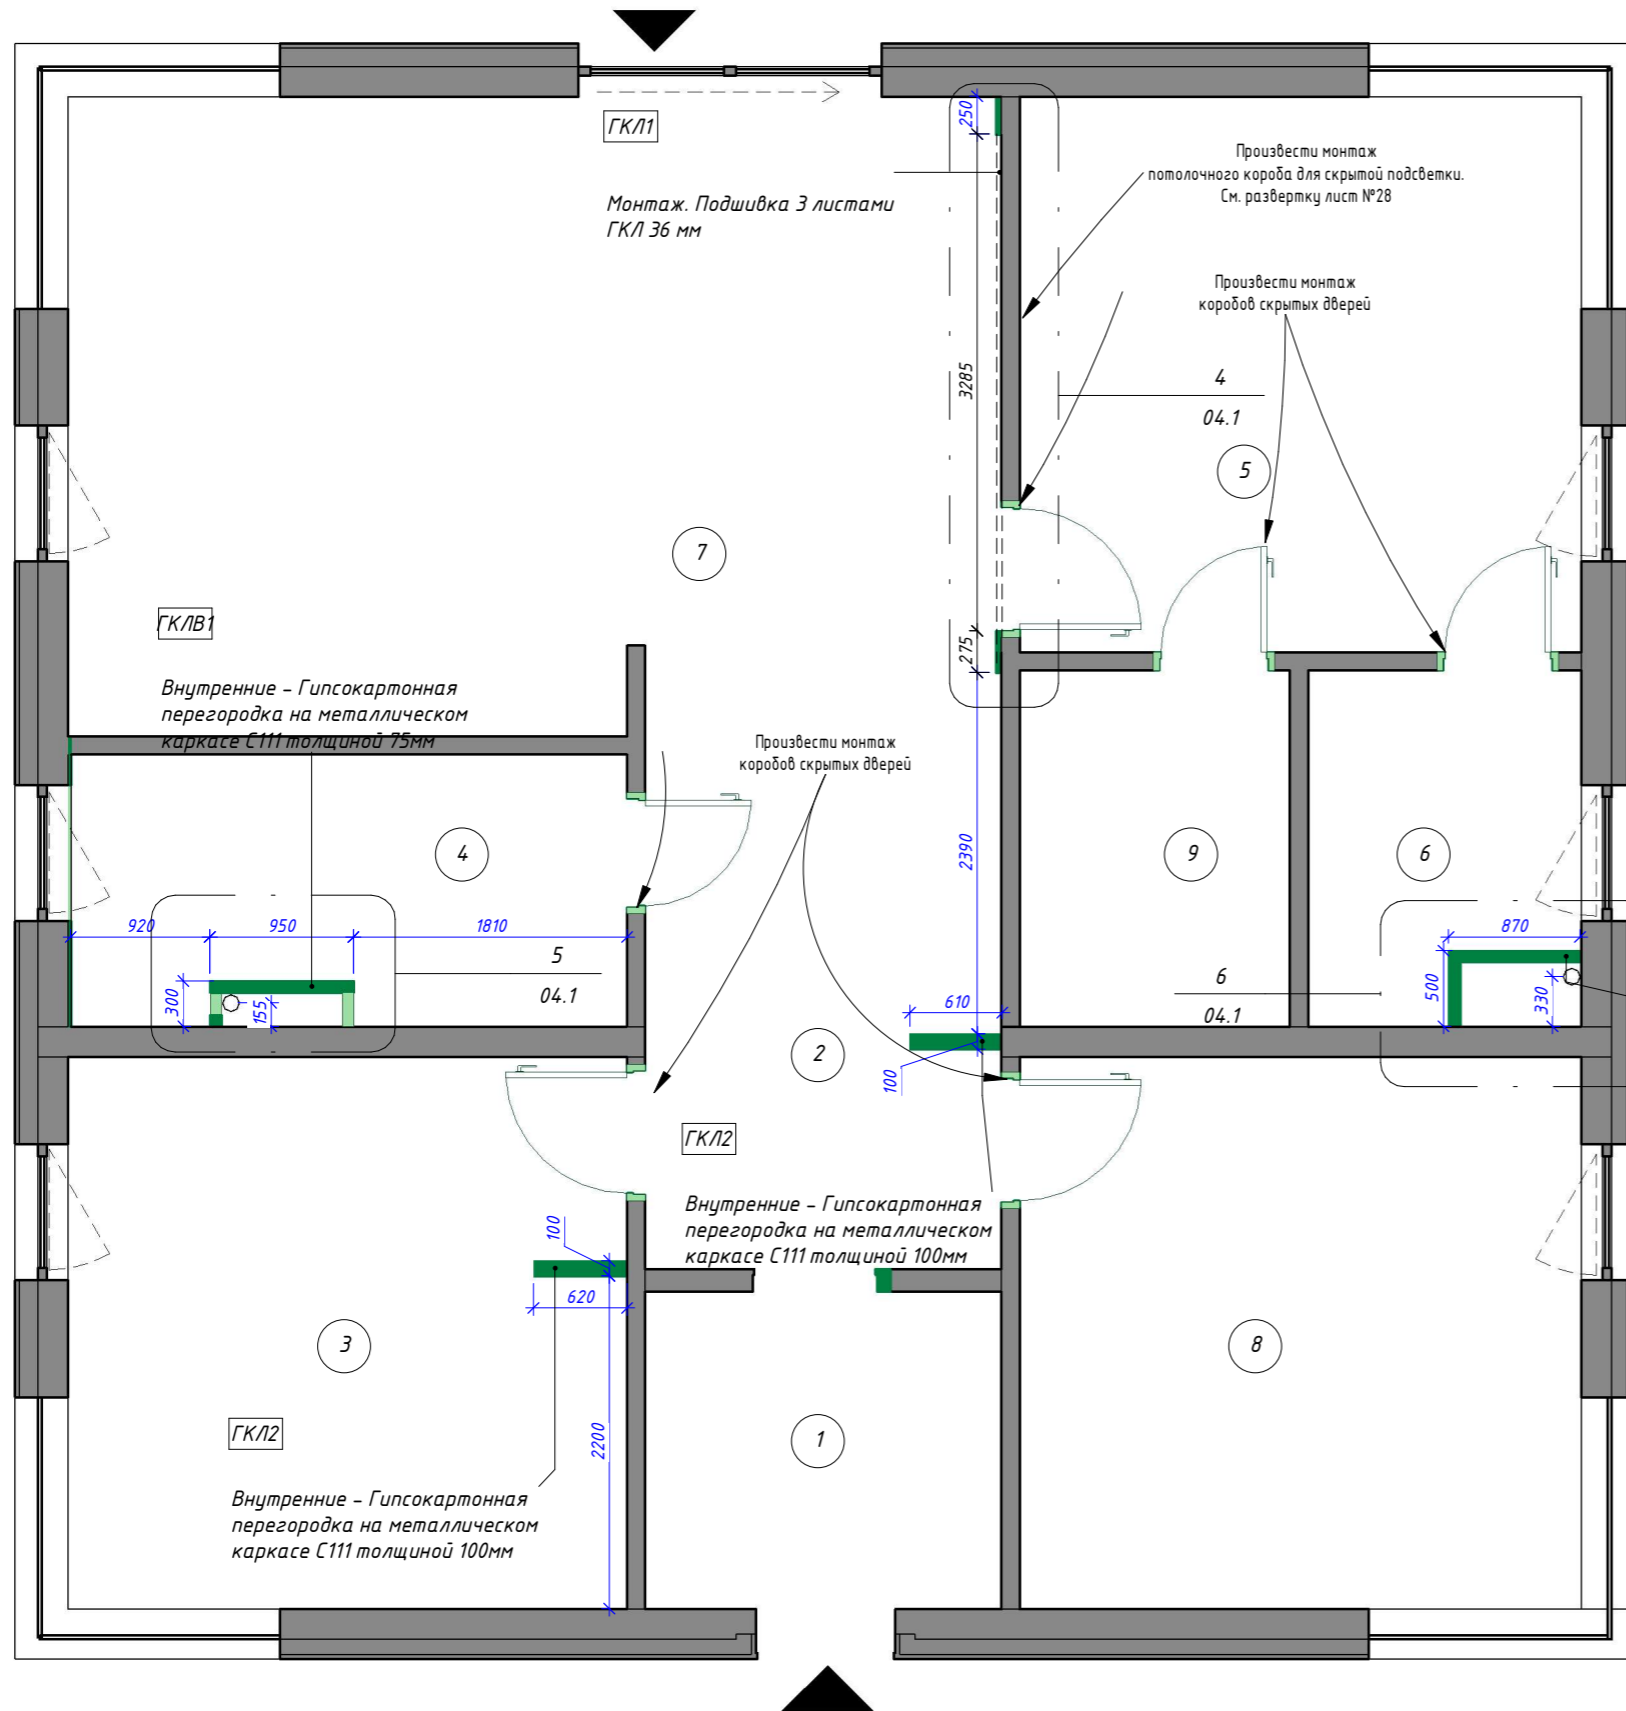 ГКЛ1
250
Произвести монтаж
потолочного короба для скрытой подсветки.
См. развертку лист №28
Монтаж. Подшивка 3 листами
ГКЛ 36 мм
Произвести монтаж
коробов скрытых дверей
3285
4
04.1
5
7
ГКЛВ1
275
Внутренние – Гипсокартонная
перегородка на металлическом
каркасе С111 толщиной 75мм
Произвести монтаж
коробов скрытых дверей
2390
4
9
6
920
950
1810
870
5
04.1
300
155
6
04.1
500
330
610
2
100
ГКЛ2
Внутренние – Гипсокартонная
перегородка на металлическом
каркасе С111 толщиной 100мм
100
620
3
8
2200
1
ГКЛ2
Внутренние – Гипсокартонная
перегородка на металлическом
каркасе С111 толщиной 100мм